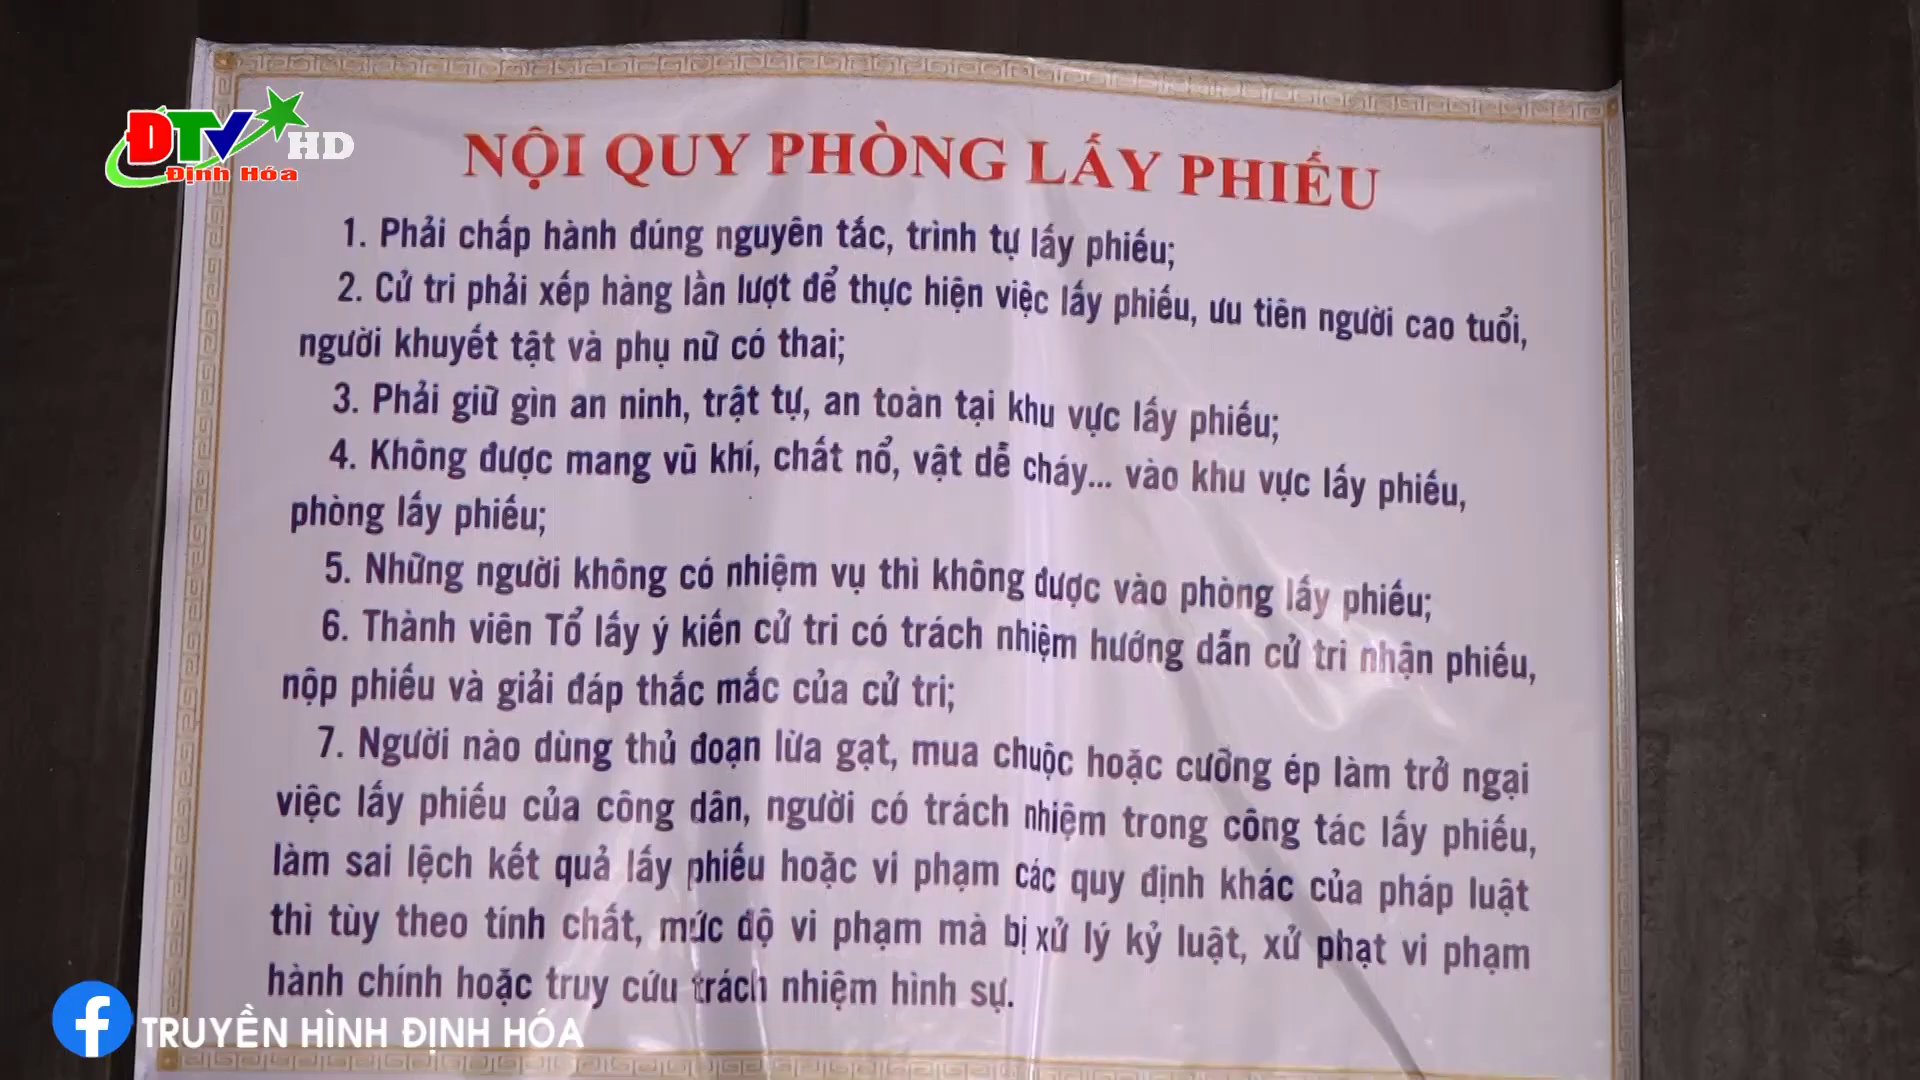 ĐTV HD
Định Hóa
NỘI QUY PHÒNG LẤY PHIẾU
1. Phải chấp hành đúng nguyên tắc, trình tự lấy phiếu;
2. Cử tri phải xếp hàng lần lượt để thực hiện việc lấy phiếu, ưu tiên người cao tuổi,
người khuyết tật và phụ nữ có thai;
3. Phải giữ gìn an ninh, trật tự, an toàn tại khu vực lấy phiếu;
4. Không được mang vũ khí, chất nổ, vật dễ cháy... vào khu vực lấy phiếu,
phòng lấy phiếu;
5. Những người không có nhiệm vụ thì không được vào phòng lấy phiếu;
6. Thành viên Tổ lấy ý kiến cử tri có trách nhiệm hướng dẫn cử tri nhận phiếu,
nộp phiếu và giải đáp thắc mắc của cử tri;
7. Người nào dùng thủ đoạn lừa gạt, mua chuộc hoặc cưỡng ép làm trở ngại
việc lấy phiếu của công dân, người có trách nhiệm trong công tác lấy phiếu,
làm sai lệch kết quả lấy phiếu hoặc vi phạm các quy định khác của pháp luật
thì tùy theo tính chất, mức độ vi phạm mà bị xử lý kỷ luật, xử phạt vi phạm
hành chính hoặc truy cứu trách nhiệm hình sự.
TRUYỀN HÌNH ĐỊNH HÓA